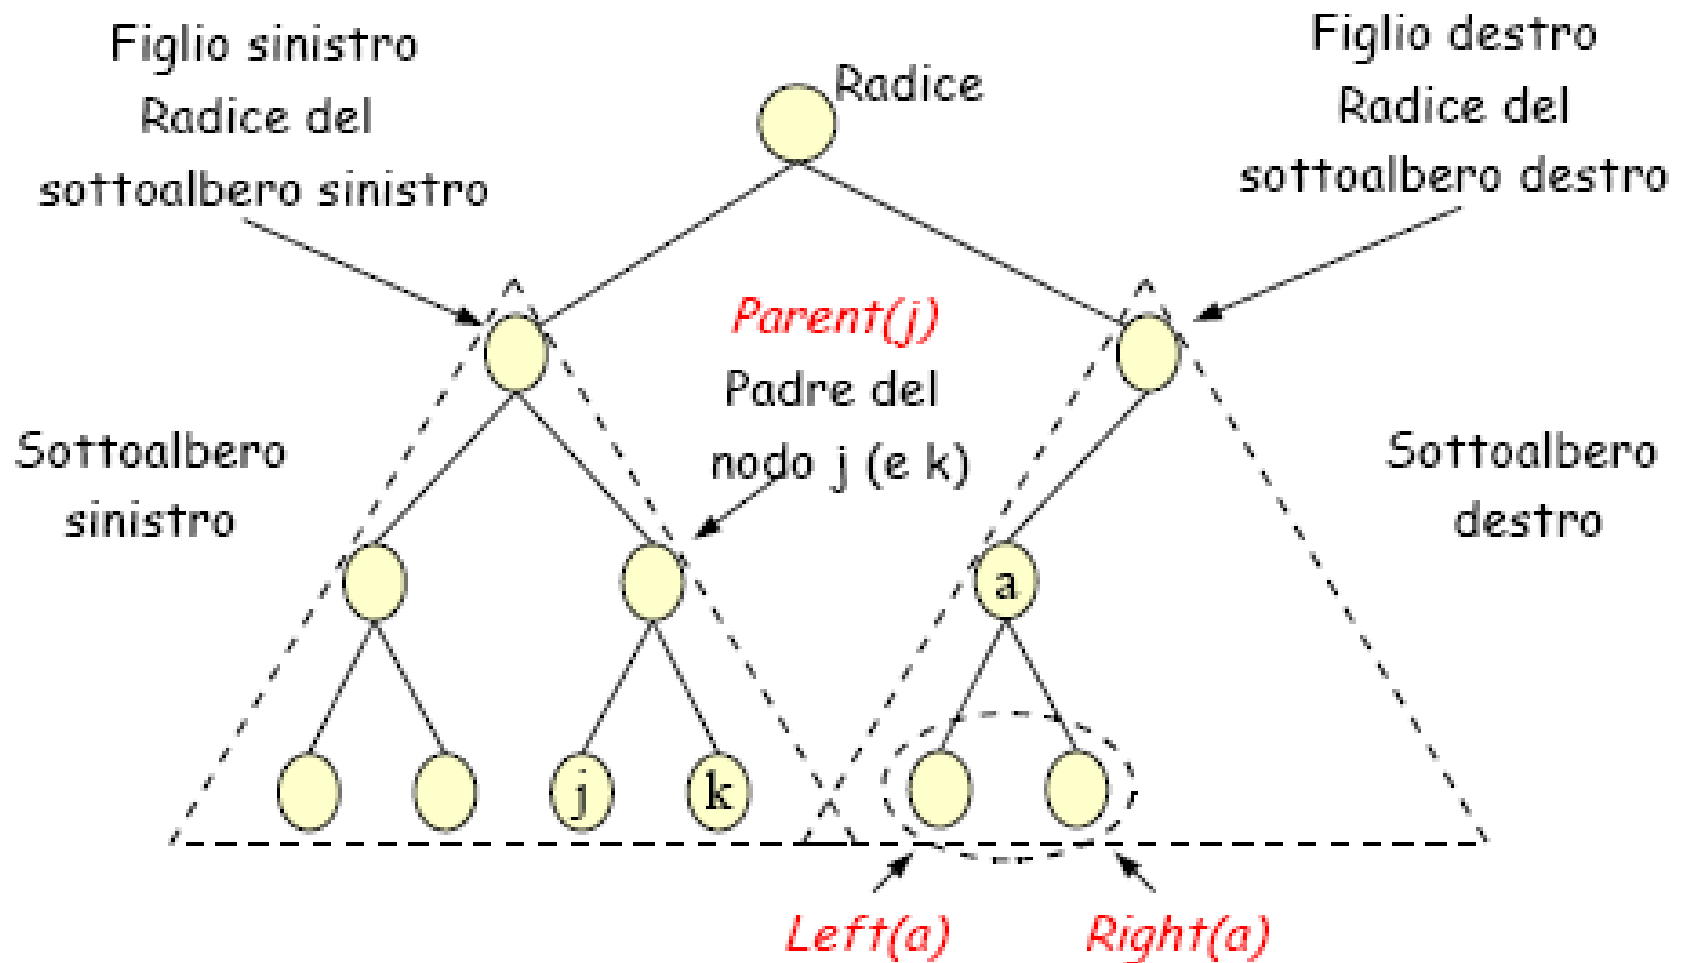 Figlio sinistro
Radice del
sottoalbero sinistro
Radice
Figlio destro
Radice del
sottoalbero destro
Parent(j)
Padre del
nodo j (e k)
Sottoalbero
sinistro
Sottoalbero
destro
a
j
k
Left(a)
Right(a)